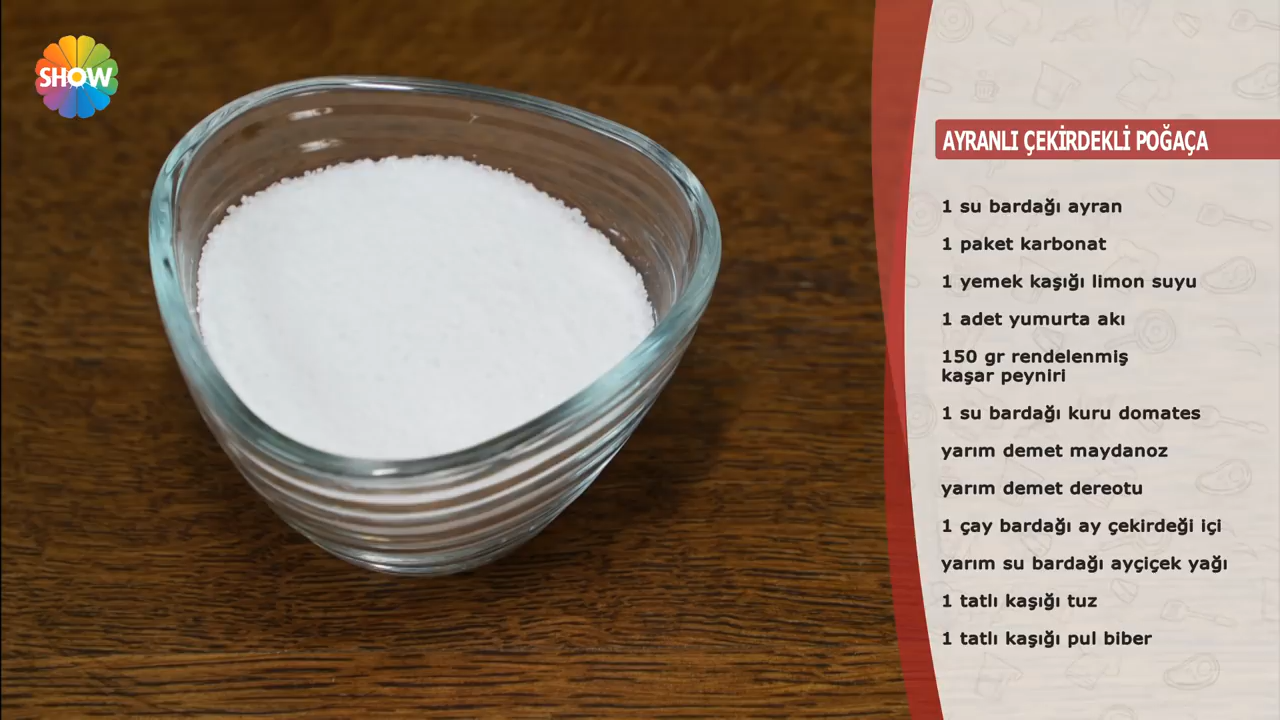 SHOW
AYRANLI ÇEKİRDEKLİ POĞAÇA
1 su bardağı ayran
1 paket karbonat
1 yemek kaşığı limon suyu
1 adet yumurta akı
150 gr rendelenmiş
kaşar peyniri
1 su bardağı kuru domates
yarım demet maydanoz
yarım demet dereotu
1 çay bardağı ay çekirdeği içi
yarım su bardağı ayçiçek yağı
1 tatlı kaşığı tuz
1 tatlı kaşığı pul biber